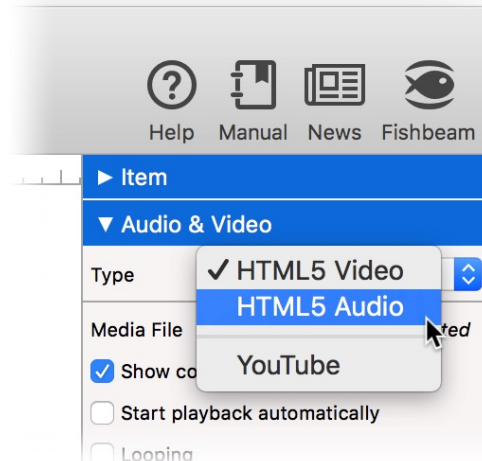 Help Manual News Fishbeam
▶ Item
▼ Audio & Video
Type ✓ HTML5 Video
HTML5 Audio
Media File
YouTube
Show
Start playback automatically
Looping